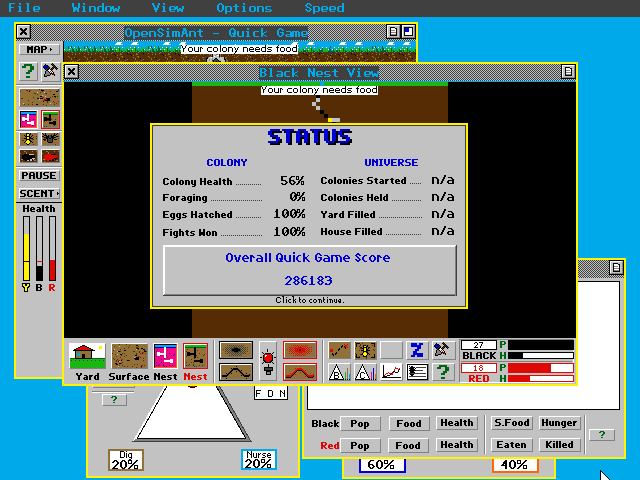 File Window View Options Speed
OpenSimAnt - Quick Game
MAP
Your colony needs food
Black Nest View
Your colony needs food
STATUS
COLONY UNIVERSE
Colony Health 56% Colonies Started n/a
Foraging 0% Colonies Held n/a
Eggs Hatched 100% Yard Filled n/a
Fights Won 100% House Filled n/a
Overall Quick Game Score
286183
Click to continue.
?
PAUSE
SCENT
Health
Y B R
Yard Surface Nest Nest
?
27 P
BLACK H
18 P
RED H
F D N
?
Dig
20%
Nurse
20%
Black Pop Food Health S.Food Hunger
Red Pop Food Health Eaten Killed
?
60% 40%